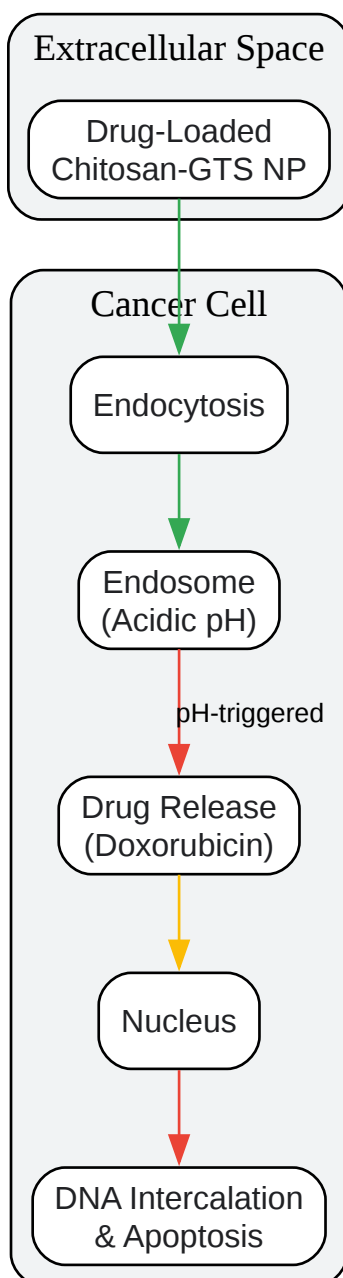 Extracellular Space
Drug-Loaded
Chitosan-GTS NP
Cancer Cell
Endocytosis
Endosome
(Acidic pH)
pH-triggered
Drug Release
(Doxorubicin)
Nucleus
DNA Intercalation
& Apoptosis